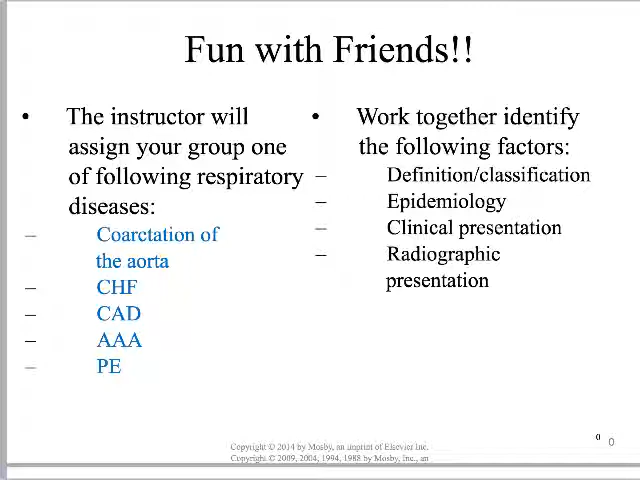 Fun with Friends!!
• The instructor will
assign your group one
of following respiratory
diseases:
– Coarctation of
the aorta
– CHF
– CAD
– AAA
– PE
• Work together identify
the following factors:
– Definition/classification
– Epidemiology
– Clinical presentation
– Radiographic
presentation
Copyright © 2014 by Mosby, an imprint of Elsevier Inc.
Copyright © 2009, 2004, 1994, 1988 by Mosby, Inc., an
0
0